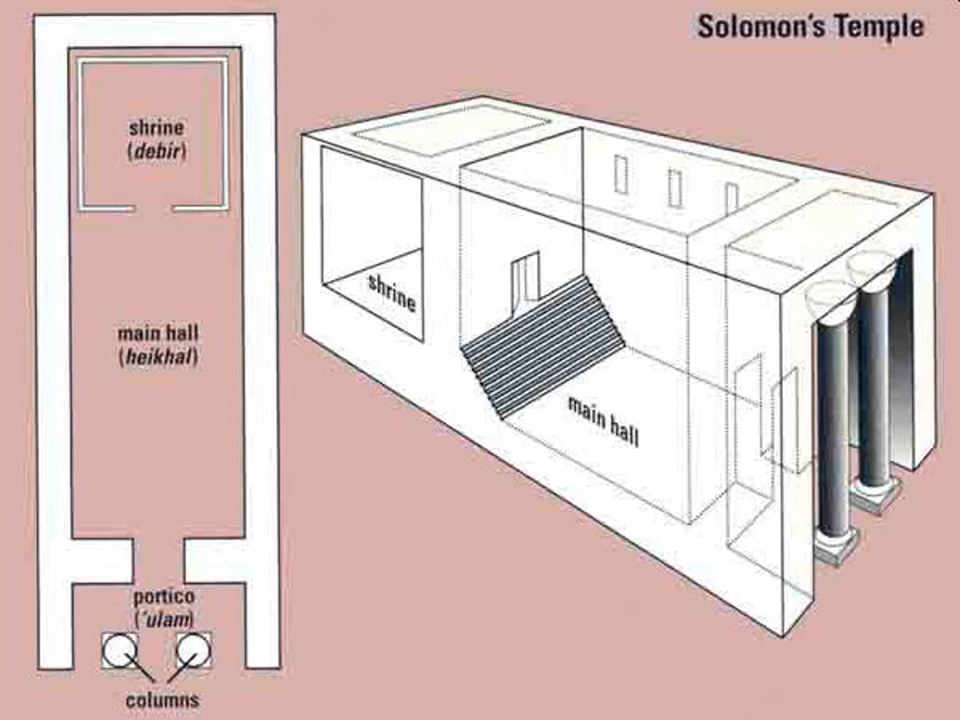 Solomon's Temple
shrine
(debir)
main hall
(heikhal)
portico
('ulam)
columns
shrine
main hall